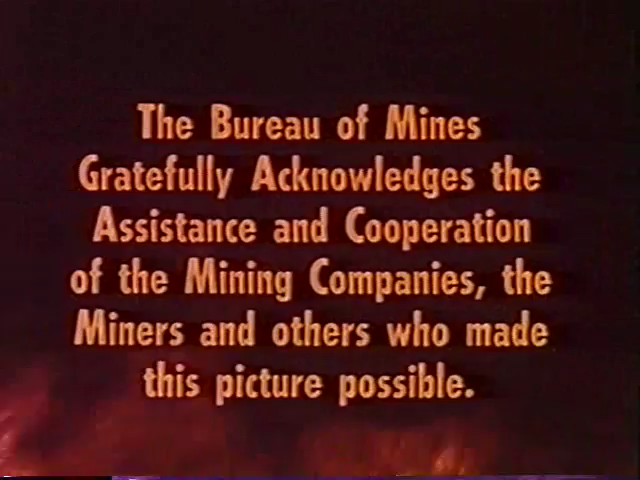 The Bureau of Mines
Gratefully Acknowledges the
Assistance and Cooperation
of the Mining Companies, the
Miners and others who made
this picture possible.